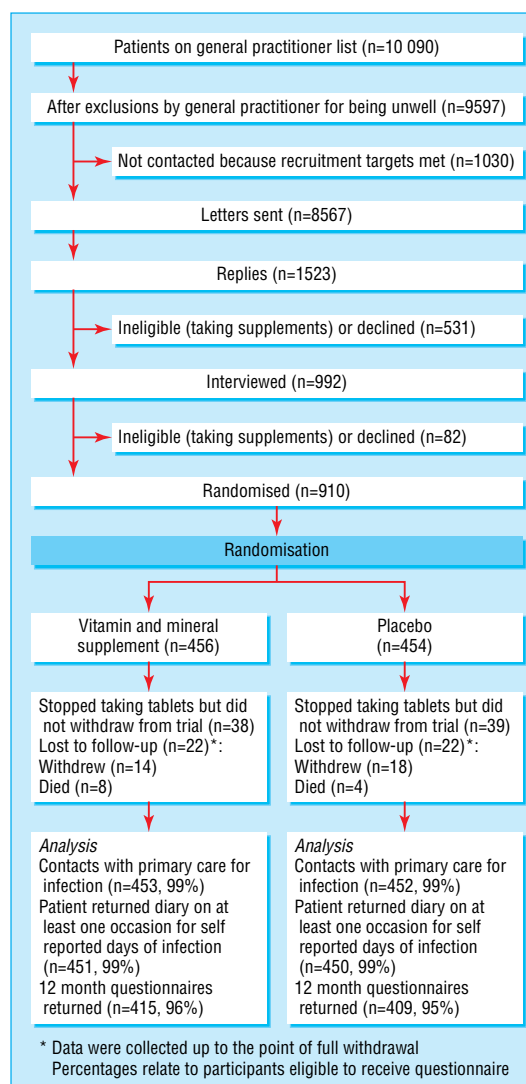 Patients on general practitioner list (n=10 090)
After exclusions by general practitioner for being unwell (n=9597)
Not contacted because recruitment targets met (n=1030)
Letters sent (n=8567)
Replies (n=1523)
Ineligible (taking supplements) or declined (n=531)
Interviewed (n=992)
Ineligible (taking supplements) or declined (n=82)
Randomised (n=910)
Randomisation
Vitamin and mineral
supplement (n=456)
Stopped taking tablets but did
not withdraw from trial (n=38)
Lost to follow-up (n=22)*:
Withdrew (n=14)
Died (n=8)
Analysis
Contacts with primary care for
infection (n=453, 99%)
Patient returned diary on at
least one occasion for self
reported days of infection
(n=451, 99%)
12 month questionnaires
returned (n=415, 96%)
Placebo
(n=454)
Stopped taking tablets but did
not withdraw from trial (n=39)
Lost to follow-up (n=22)*:
Withdrew (n=18)
Died (n=4)
Analysis
Contacts with primary care for
infection (n=452, 99%)
Patient returned diary on at
least one occasion for self
reported days of infection
(n=450, 99%)
12 month questionnaires
returned (n=409, 95%)
* Data were collected up to the point of full withdrawal
Percentages relate to participants eligible to receive questionnaire